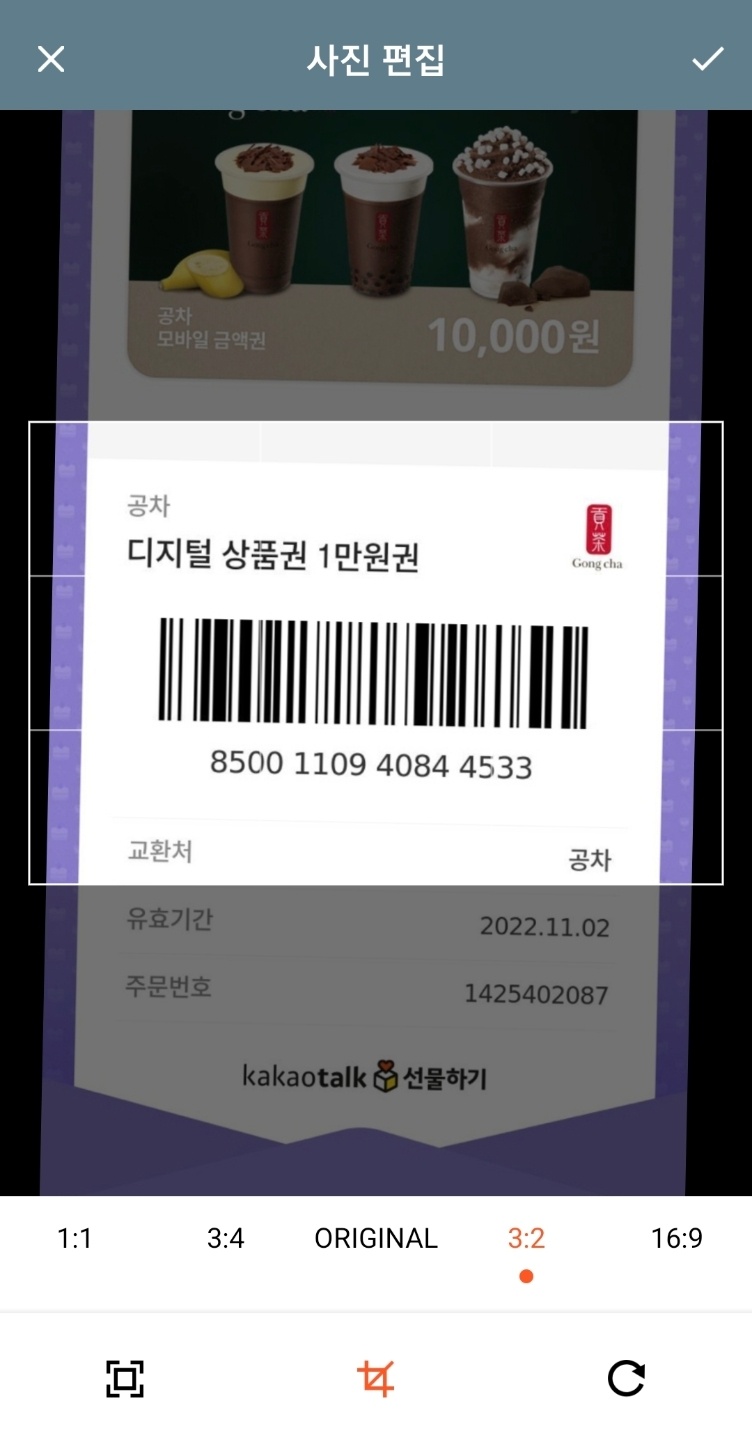 사진 편집
공차
모바일 금액권
10,000원
공차
디지털 상품권 1만원권
貢茶
Gong cha
8500 1109 4084 4533
교환처 공차
유효기간 2022.11.02
주문번호 1425402087
kakaotalk 선물하기
1:1 3:4 ORIGINAL 3:2 16:9